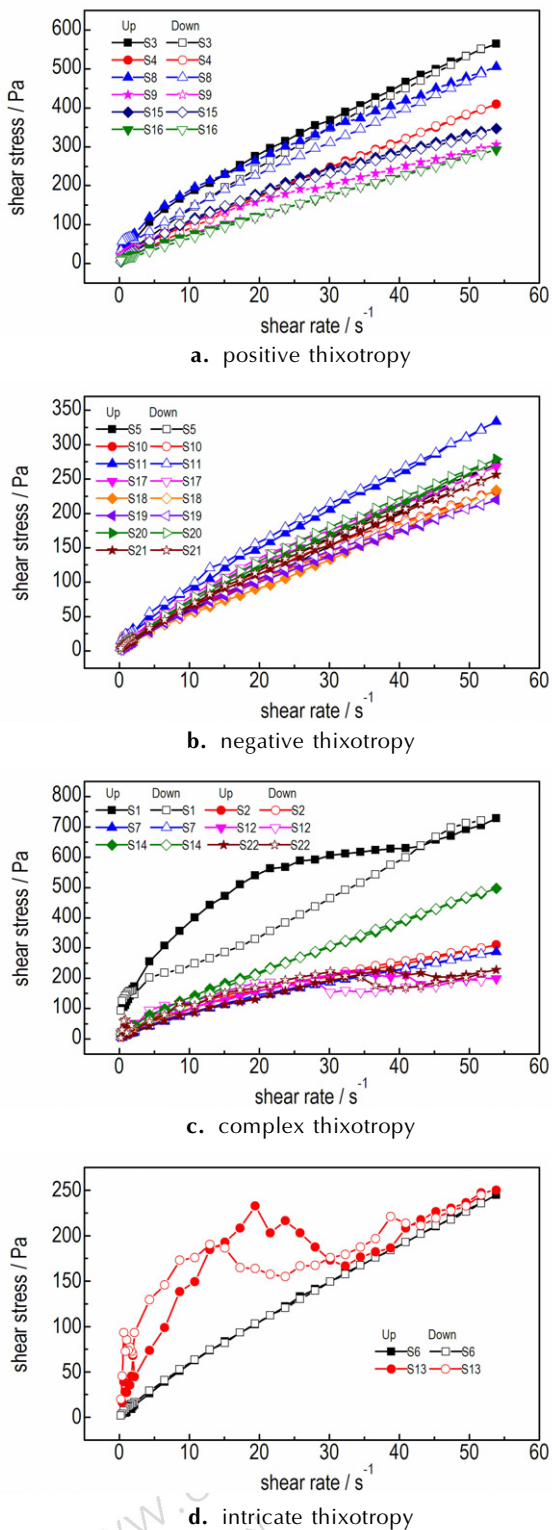 600
500
400
300
200
100
0
shear stress / Pa
Up Down
S3 S3
S4 S4
S8 S8
S9 S9
S15 S15
S16 S16
0 10 20 30 40 50 60
shear rate / s⁻¹
a. positive thixotropy
350
300
250
200
150
100
50
0
shear stress / Pa
Up Down
S5 S5
S10 S10
S11 S11
S17 S17
S18 S18
S19 S19
S20 S20
S21 S21
0 10 20 30 40 50 60
shear rate / s⁻¹
b. negative thixotropy
800
700
600
500
400
300
200
100
0
shear stress / Pa
Up Down Up Down
S1 S1 S2 S2
S7 S7 S12 S12
S14 S14 S22 S22
0 10 20 30 40 50 60
shear rate / s⁻¹
c. complex thixotropy
250
200
150
100
50
0
shear stress / Pa
Up Down
S6 S6
S13 S13
0 10 20 30 40 50 60
shear rate / s⁻¹
d. intricate thixotropy